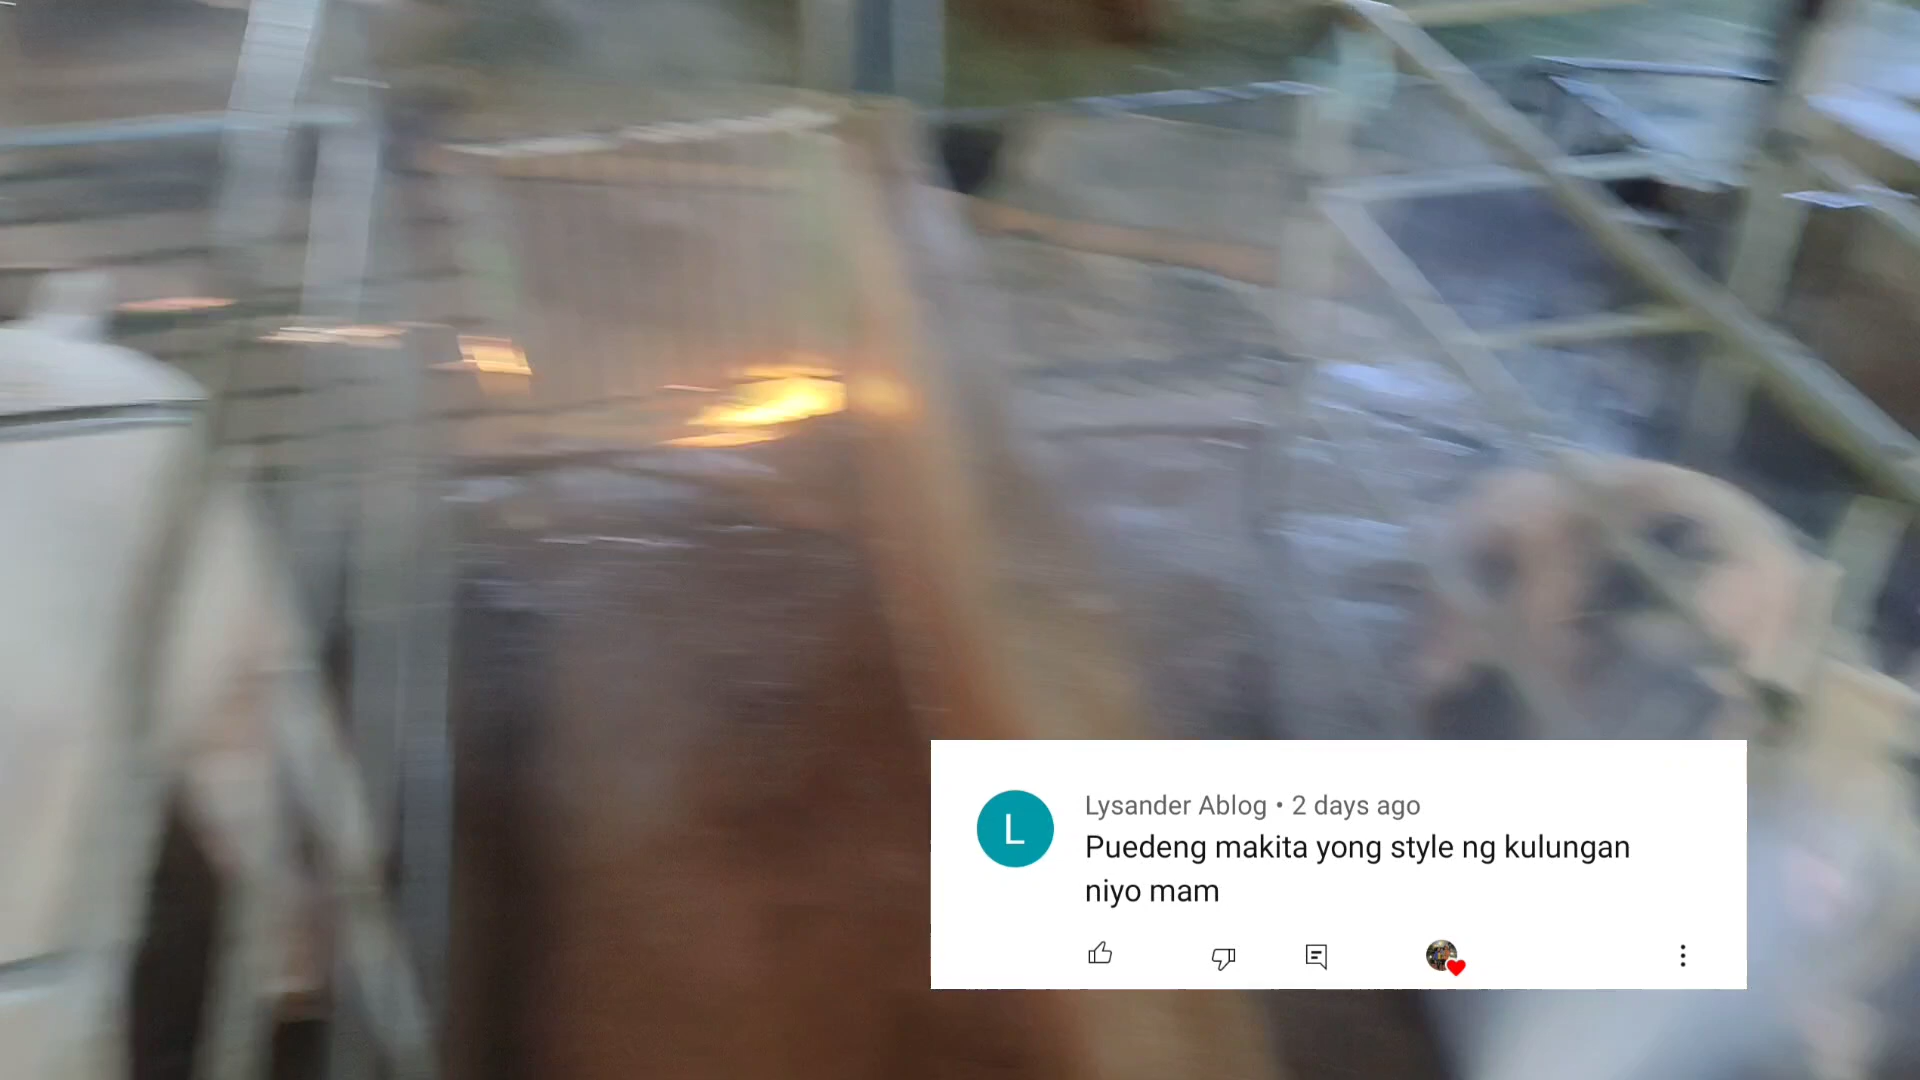 L
Lysander Ablog • 2 days ago
Puedeng makita yong style ng kulungan
niyo mam